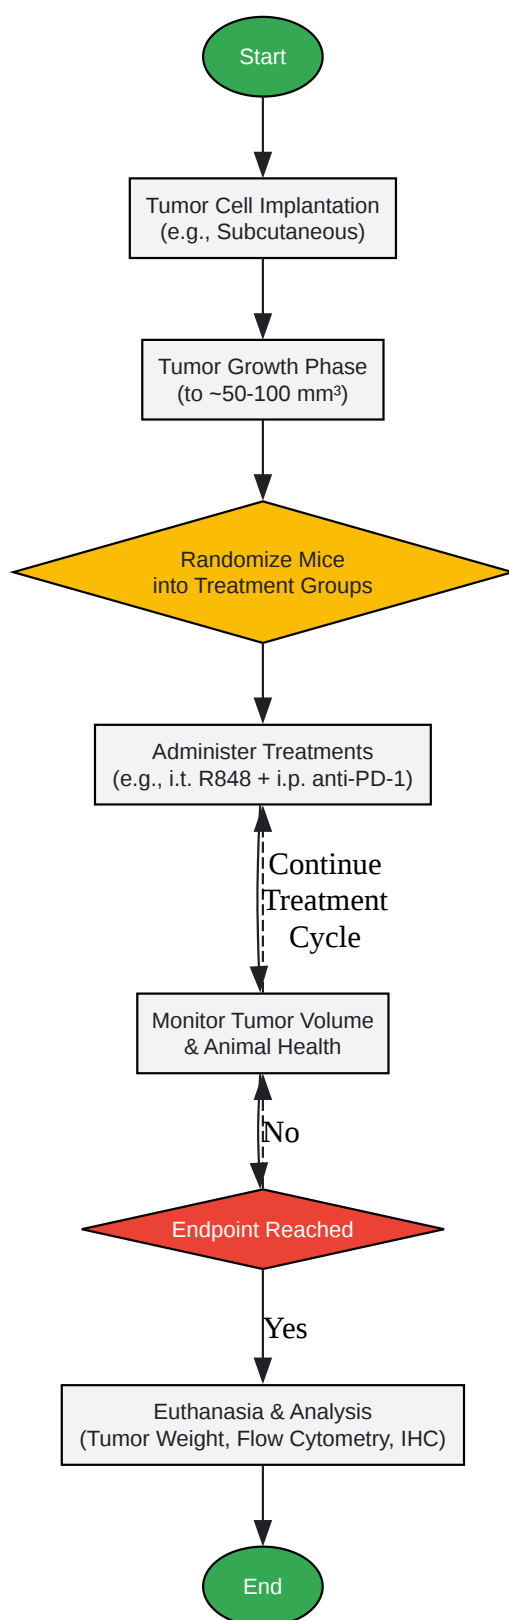 Start
Tumor Cell Implantation
(e.g., Subcutaneous)
Tumor Growth Phase
(to ~50-100 mm³)
Randomize Mice
into Treatment Groups
Administer Treatments
(e.g., i.t. R848 + i.p. anti-PD-1)
Continue
Treatment
Cycle
Monitor Tumor Volume
& Animal Health
No
Endpoint Reached
Yes
Euthanasia & Analysis
(Tumor Weight, Flow Cytometry, IHC)
End